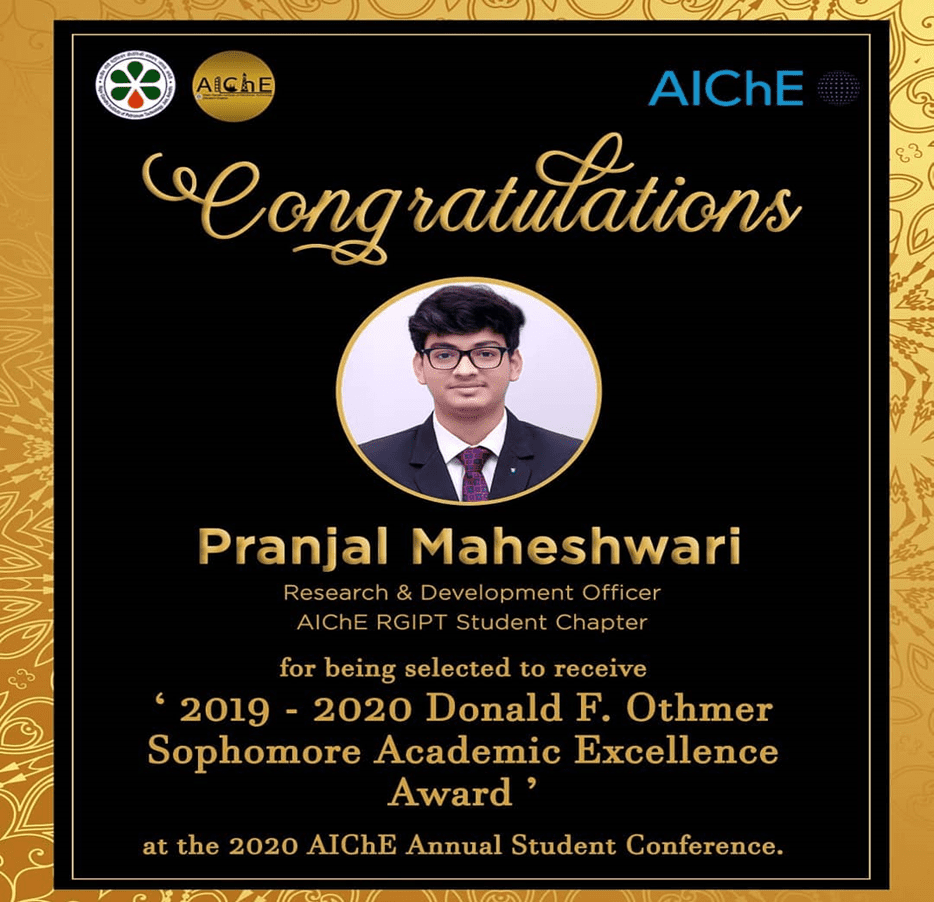 AIChE
AIChE
Congratulations
Pranjal Maheshwari
Research & Development Officer
AIChE RGIPT Student Chapter
for being selected to receive
‘ 2019 - 2020 Donald F. Othmer
Sophomore Academic Excellence
Award ’
at the 2020 AIChE Annual Student Conference.